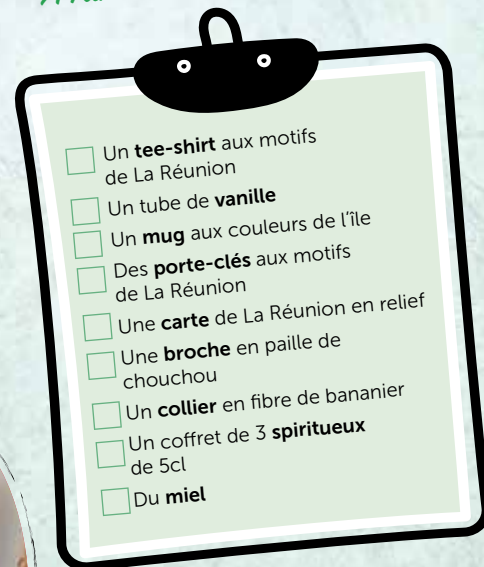 Un tee-shirt aux motifs
de La Réunion
Un tube de vanille
Un mug aux couleurs de l'île
Des porte-clés aux motifs
de La Réunion
Une carte de La Réunion en relief
Une broche en paille de
chouchou
Un collier en fibre de bananier
Un coffret de 3 spiritueux
de 5cl
Du miel